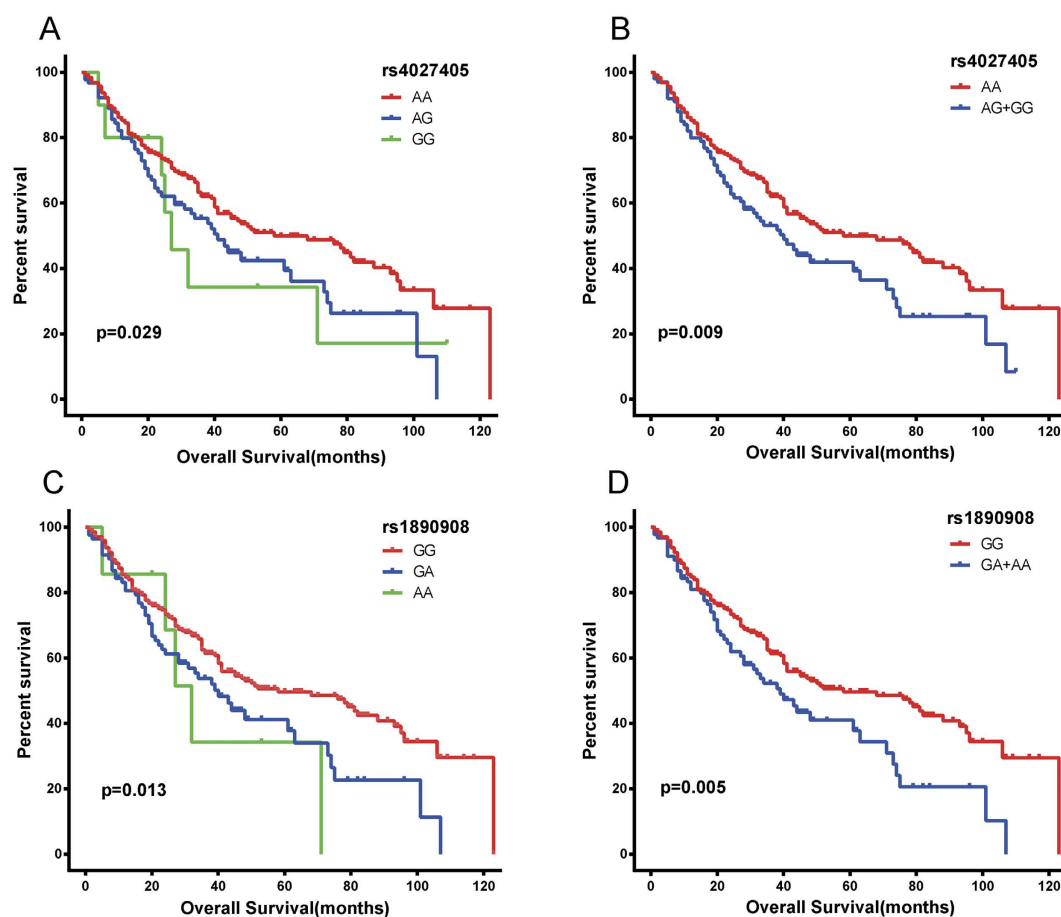 A
rs4027405
AA
AG
GG
Percent survival
100
80
60
40
20
0
p=0.029
0 20 40 60 80 100 120
Overall Survival(months)
B
rs4027405
AA
AG+GG
Percent survival
100
80
60
40
20
0
p=0.009
0 20 40 60 80 100 120
Overall Survival(months)
C
rs1890908
GG
GA
AA
Percent survival
100
80
60
40
20
0
p=0.013
0 20 40 60 80 100 120
Overall Survival(months)
D
rs1890908
GG
GA+AA
Percent survival
100
80
60
40
20
0
p=0.005
0 20 40 60 80 100 120
Overall Survival(months)